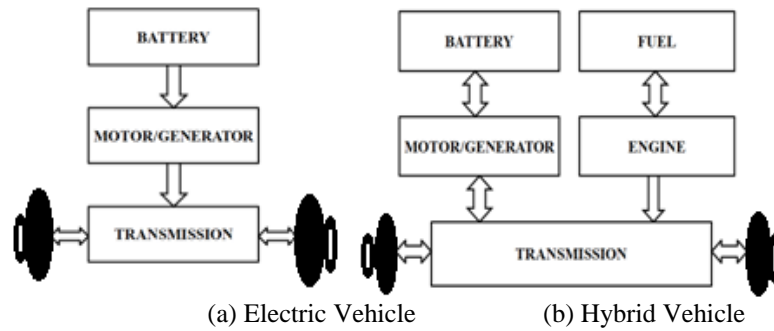 BATTERY
MOTOR/GENERATOR
TRANSMISSION
(a) Electric Vehicle
BATTERY
FUEL
MOTOR/GENERATOR
ENGINE
TRANSMISSION
(b) Hybrid Vehicle